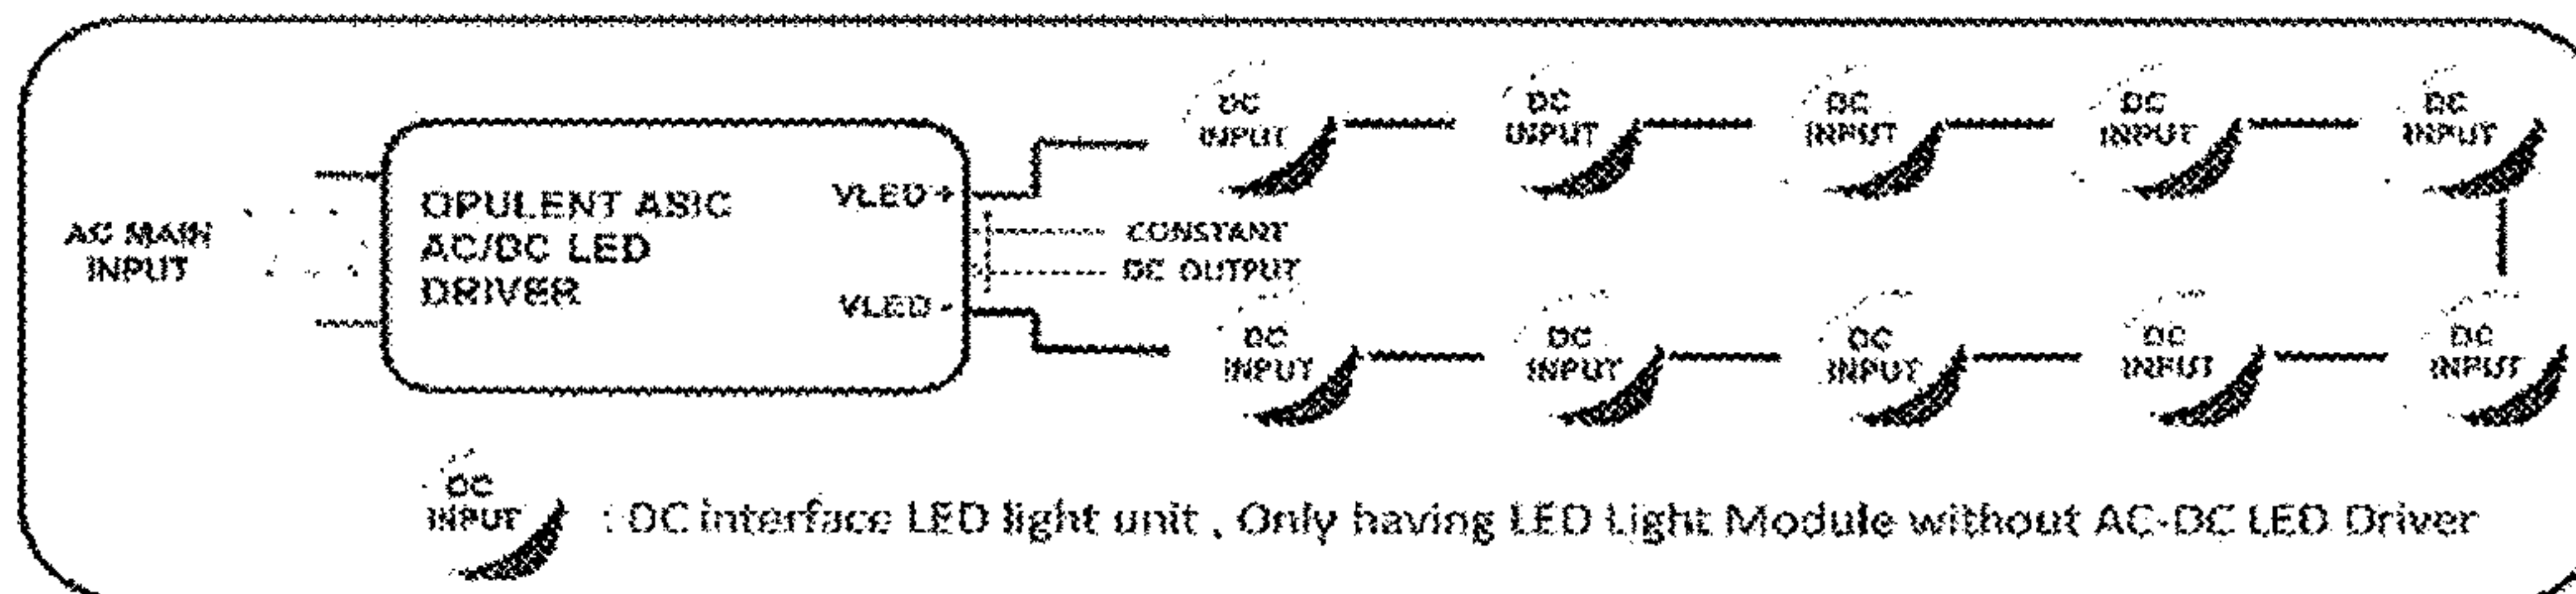 DC INPUT
DC INPUT
DC INPUT
DC INPUT
DC INPUT
AC MAIN
INPUT
OPULENT ASIC
AC/DC LED
DRIVER
VLED +
VLED -
CONSTANT
DC OUTPUT
DC INPUT
DC INPUT
DC INPUT
DC INPUT
DC INPUT
DC INPUT
: DC interface LED light unit . Only having LED Light Module without AC-DC LED Driver